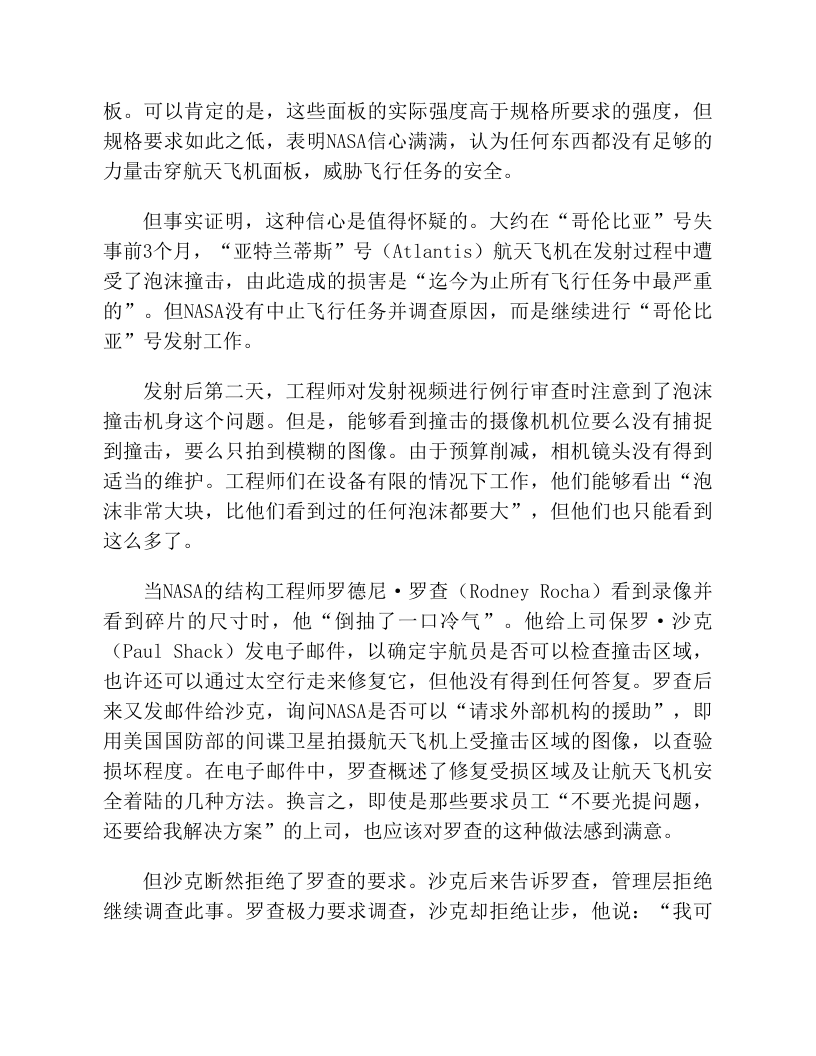 板。可以肯定的是，这些面板的实际强度高于规格所要求的强度，但
规格要求如此之低，表明NASA信心满满，认为任何东西都没有足够的
力量击穿航天飞机面板，威胁飞行任务的安全。
但事实证明，这种信心是值得怀疑的。大约在“哥伦比亚”号失
事前3个月，“亚特兰蒂斯”号（Atlantis）航天飞机在发射过程中遭
受了泡沫撞击，由此造成的损害是“迄今为止所有飞行任务中最严重
的”。但NASA没有中止飞行任务并调查原因，而是继续进行“哥伦比
亚”号发射工作。
发射后第二天，工程师对发射视频进行例行审查时注意到了泡沫
撞击机身这个问题。但是，能够看到撞击的摄像机机位要么没有捕捉
到撞击，要么只拍到模糊的图像。由于预算削减，相机镜头没有得到
适当的维护。工程师们在设备有限的情况下工作，他们能够看出“泡
沫非常大块，比他们看到过的任何泡沫都要大”，但他们也只能看到
这么多了。
当NASA的结构工程师罗德尼·罗查（Rodney Rocha）看到录像并
看到碎片的尺寸时，他“倒抽了一口冷气”。他给上司保罗·沙克
（Paul Shack）发电子邮件，以确定宇航员是否可以检查撞击区域，
也许还可以通过太空行走来修复它，但他没有得到任何答复。罗查后
来又发邮件给沙克，询问NASA是否可以“请求外部机构的援助”，即
用美国国防部的间谍卫星拍摄航天飞机上受撞击区域的图像，以查验
损坏程度。在电子邮件中，罗查概述了修复受损区域及让航天飞机安
全着陆的几种方法。换言之，即使是那些要求员工“不要光提问题，
还要给我解决方案”的上司，也应该对罗查的这种做法感到满意。
但沙克断然拒绝了罗查的要求。沙克后来告诉罗查，管理层拒绝
继续调查此事。罗查极力要求调查，沙克却拒绝让步，他说：“我可